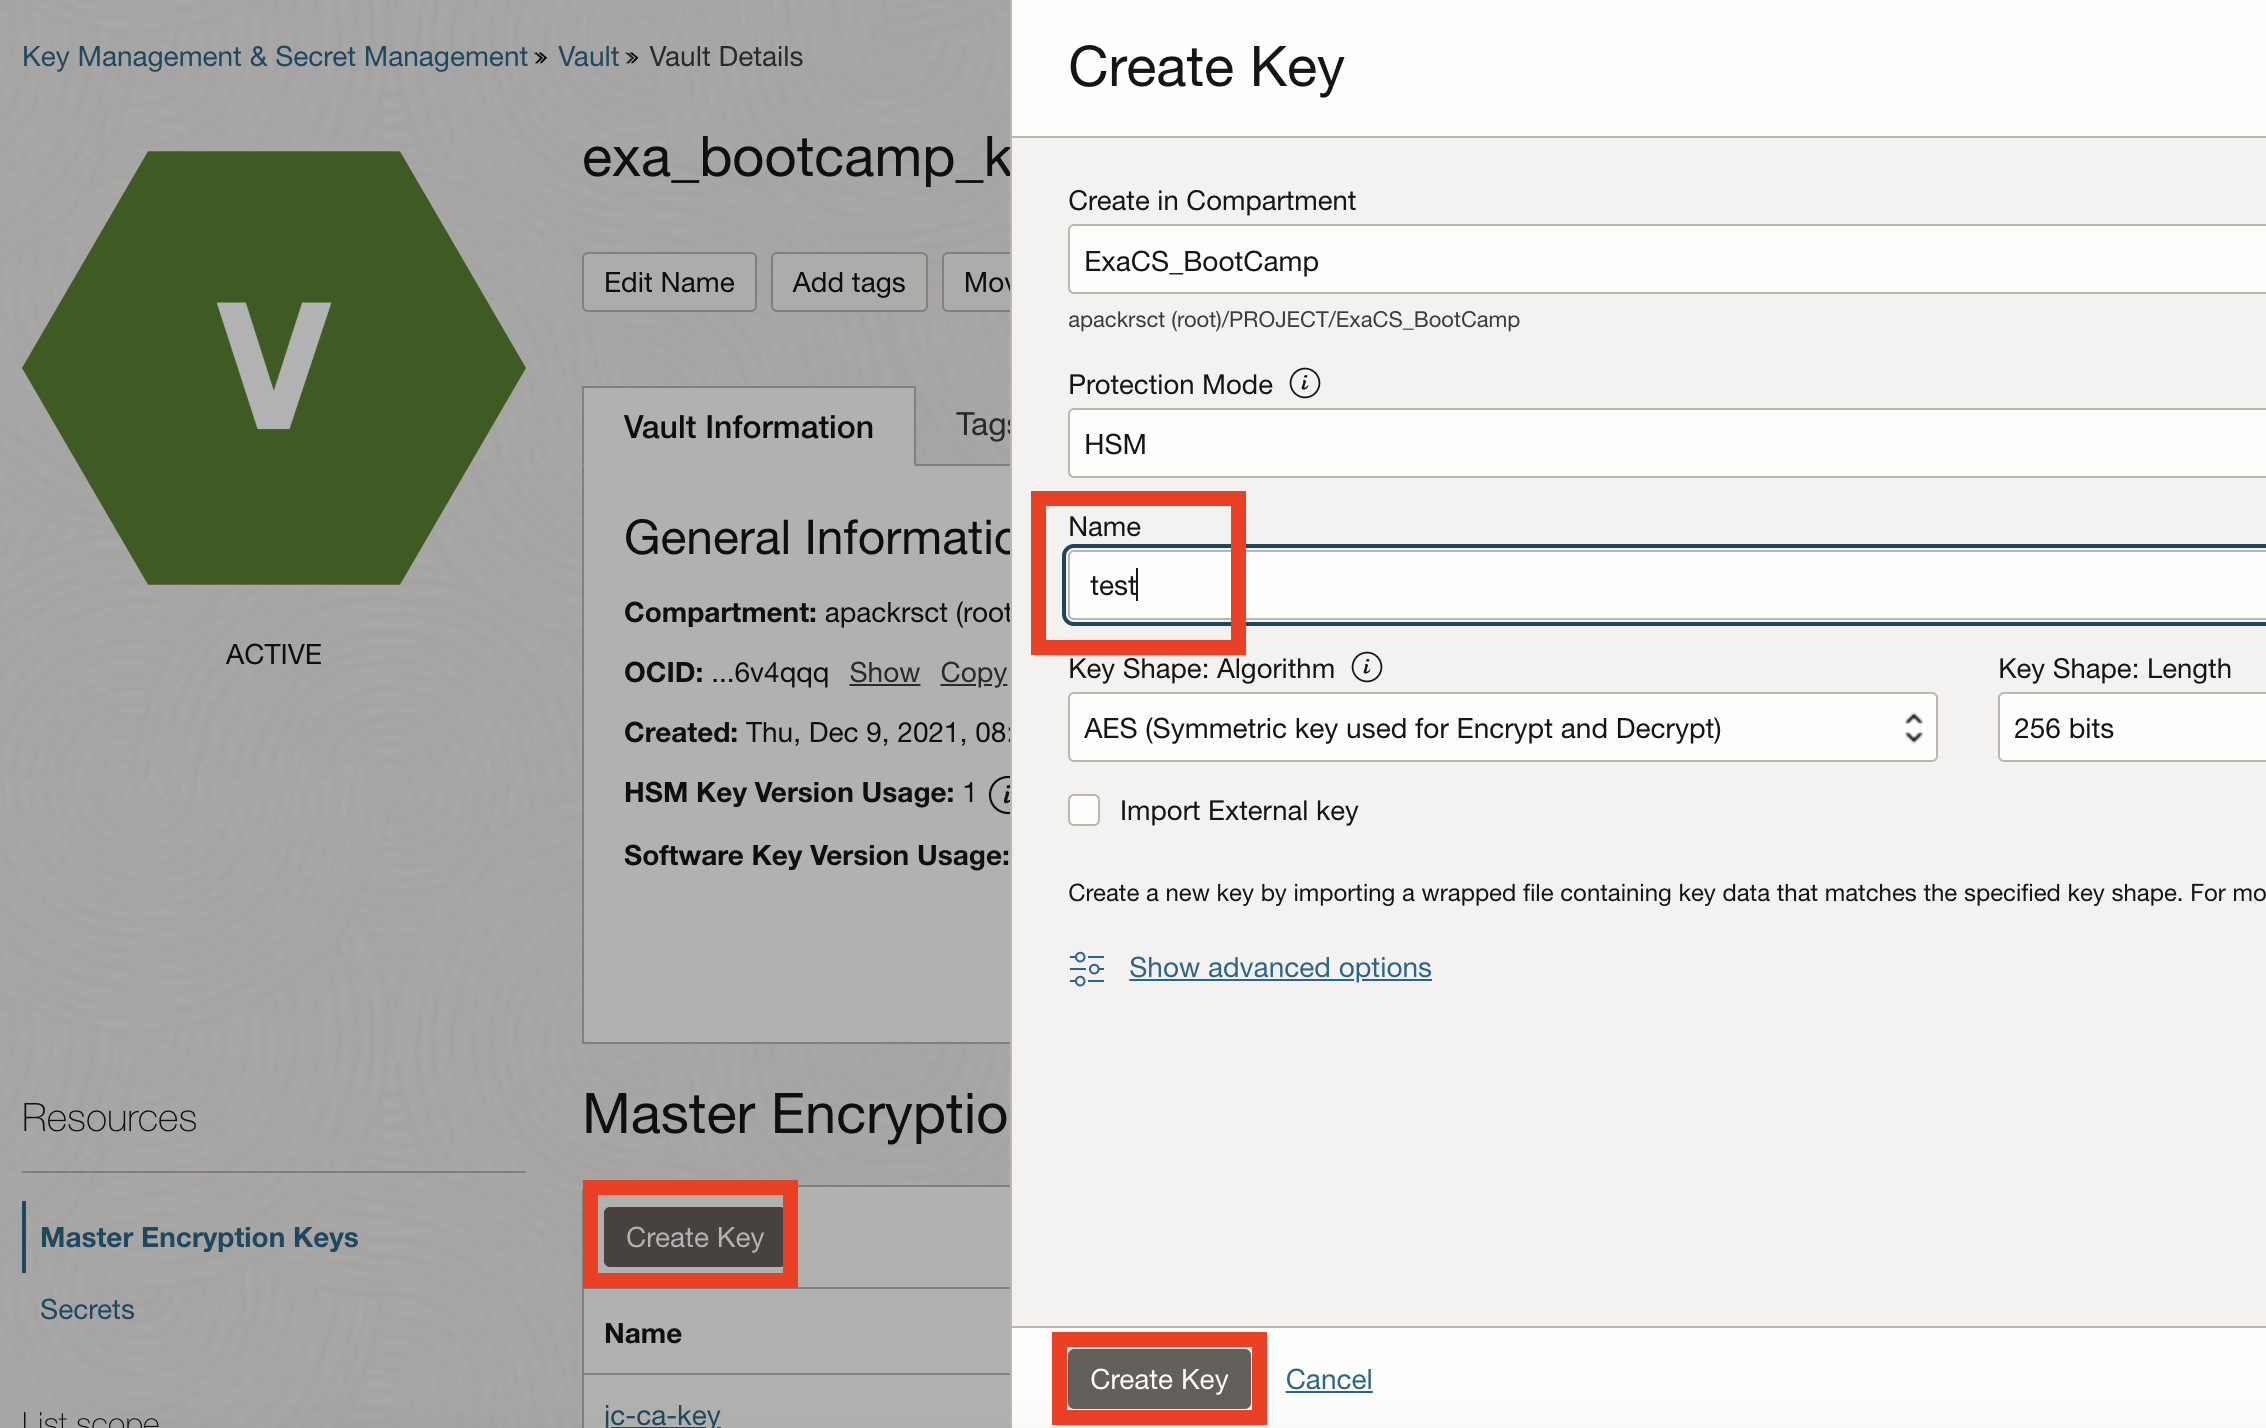 Key Management & Secret Management » Vault » Vault Details
exa_bootcamp_k
Edit Name
Add tags
Mov
V
ACTIVE
Vault Information
Tags
General Informatio
Compartment: apackrsct (root
OCID: ...6v4qqq Show Copy
Created: Thu, Dec 9, 2021, 08:
HSM Key Version Usage: 1
Software Key Version Usage:
Resources
Master Encryption Keys
Secrets
List scope
Master Encryptio
Create Key
Name
jc-ca-key
Create Key
Create in Compartment
ExaCS_BootCamp
apackrsct (root)/PROJECT/ExaCS_BootCamp
Protection Mode
HSM
Name
test
Key Shape: Algorithm
AES (Symmetric key used for Encrypt and Decrypt)
Key Shape: Length
256 bits
Import External key
Create a new key by importing a wrapped file containing key data that matches the specified key shape. For mo
Show advanced options
Create Key
Cancel